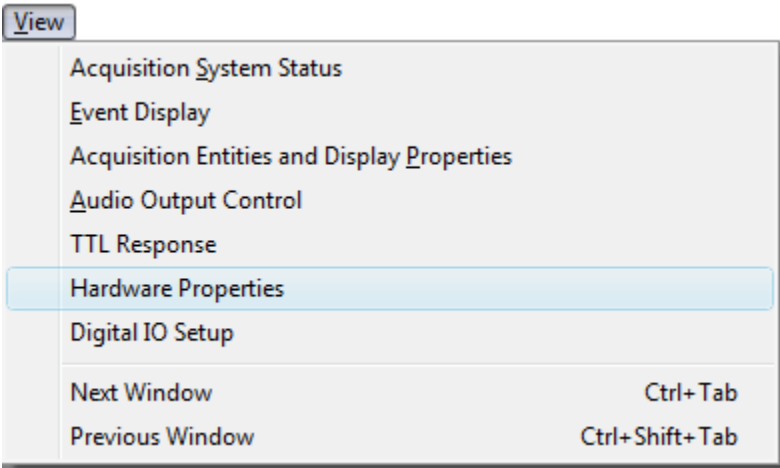 View
Acquisition System Status
Event Display
Acquisition Entities and Display Properties
Audio Output Control
TTL Response
Hardware Properties
Digital IO Setup
Next Window Ctrl+Tab
Previous Window Ctrl+Shift+Tab